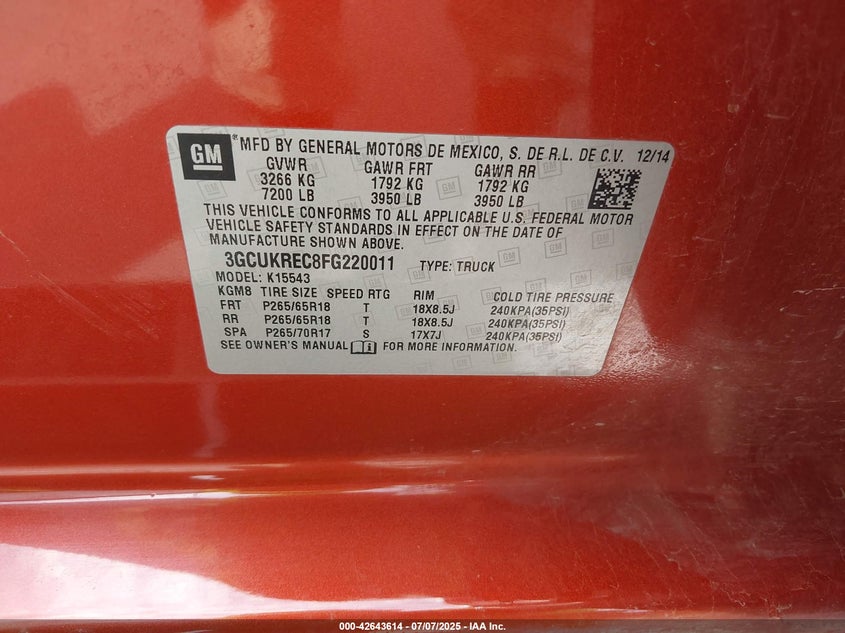 GM
*MFD BY GENERAL MOTORS DE MEXICO, S. DE R.L. DE C.V. 12/14
GVWR GAWR FRT GAWR RR
3266 KG 1792 KG 1792 KG
7200 LB 3950 LB 3950 LB
THIS VEHICLE CONFORMS TO ALL APPLICABLE U.S. FEDERAL MOTOR
VEHICLE SAFETY STANDARDS IN EFFECT ON THE DATE OF
MANUFACTURE SHOWN ABOVE.
3GCUKREC8FG220011 TYPE: TRUCK
MODEL: K15543
KGM8 TIRE SIZE SPEED RTG RIM COLD TIRE PRESSURE
FRT P265/65R18 T 18X8.5J 240KPA(35PSI)
RR P265/65R18 T 18X8.5J 240KPA(35PSI)
SPA P265/70R17 S 17X7J 240KPA(35PSI)
SEE OWNER'S MANUAL FOR MORE INFORMATION.
000-42643614 - 07/07/2025 - IAA Inc.